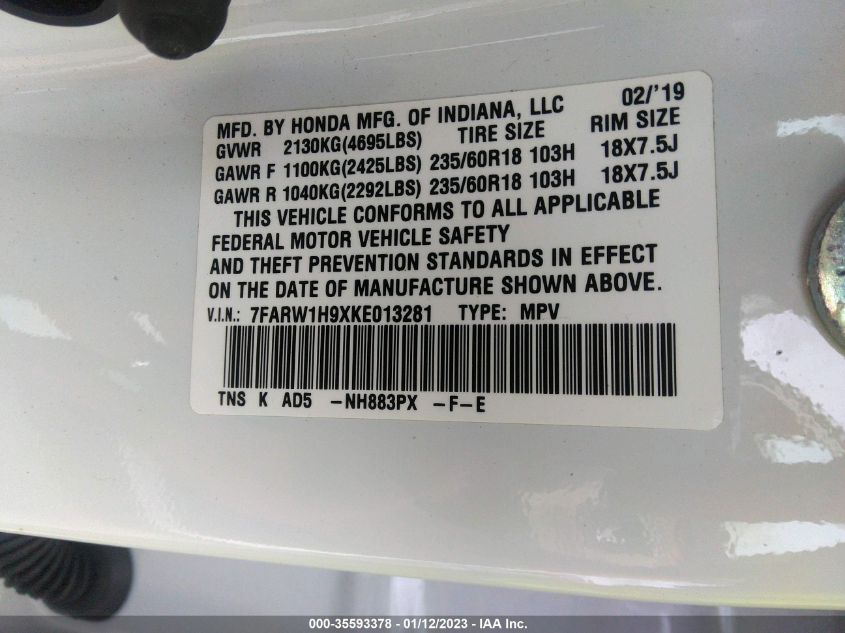 MFD. BY HONDA MFG. OF INDIANA, LLC 02/'19
GVWR 2130KG(4695LBS) TIRE SIZE RIM SIZE
GAWR F 1100KG(2425LBS) 235/60R18 103H 18X7.5J
GAWR R 1040KG(2292LBS) 235/60R18 103H 18X7.5J
THIS VEHICLE CONFORMS TO ALL APPLICABLE
FEDERAL MOTOR VEHICLE SAFETY
AND THEFT PREVENTION STANDARDS IN EFFECT
ON THE DATE OF MANUFACTURE SHOWN ABOVE.
V.I.N.: 7FARW1H9XKE013281 TYPE: MPV
TNS K AD5 -NH883PX -F-E
000-35593378 - 01/12/2023 - IAA Inc.